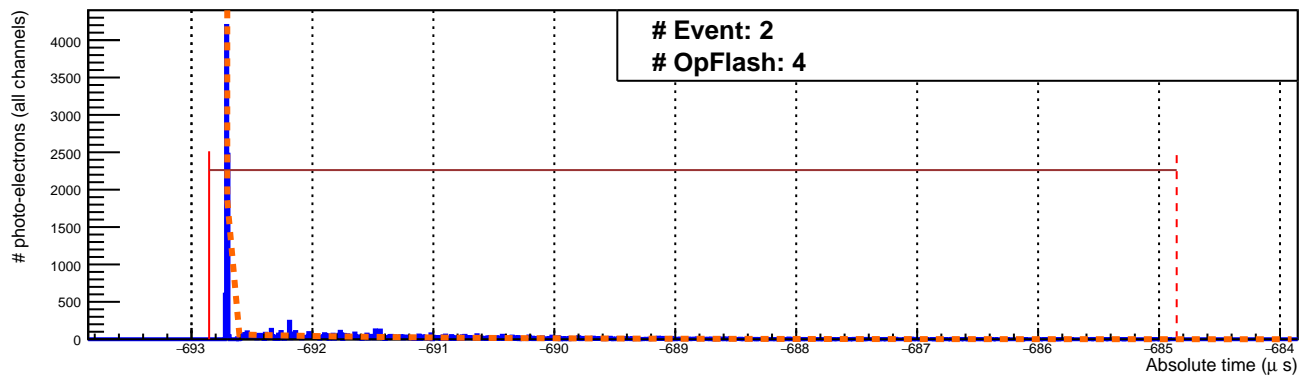 # Event: 2
# OpFlash: 4
# photo-electrons (all channels)
4000
3500
3000
2500
2000
1500
1000
500
0
−693 −692 −691 −690 −689 −688 −687 −686 −685 −684
Absolute time (μ s)